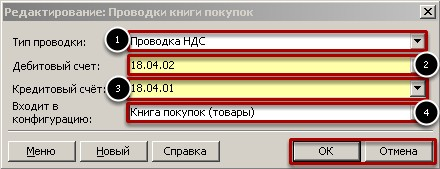 Редактирование: Проводки книги покупок
Тип проводки: 1 Проводка НДС
Дебитовый счет: 18.04.02 2
Кредитовый счёт: 3 18.04.01
Входит в
конфигурацию: Книга покупок (товары) 4
Меню Новый Справка ОК Отмена